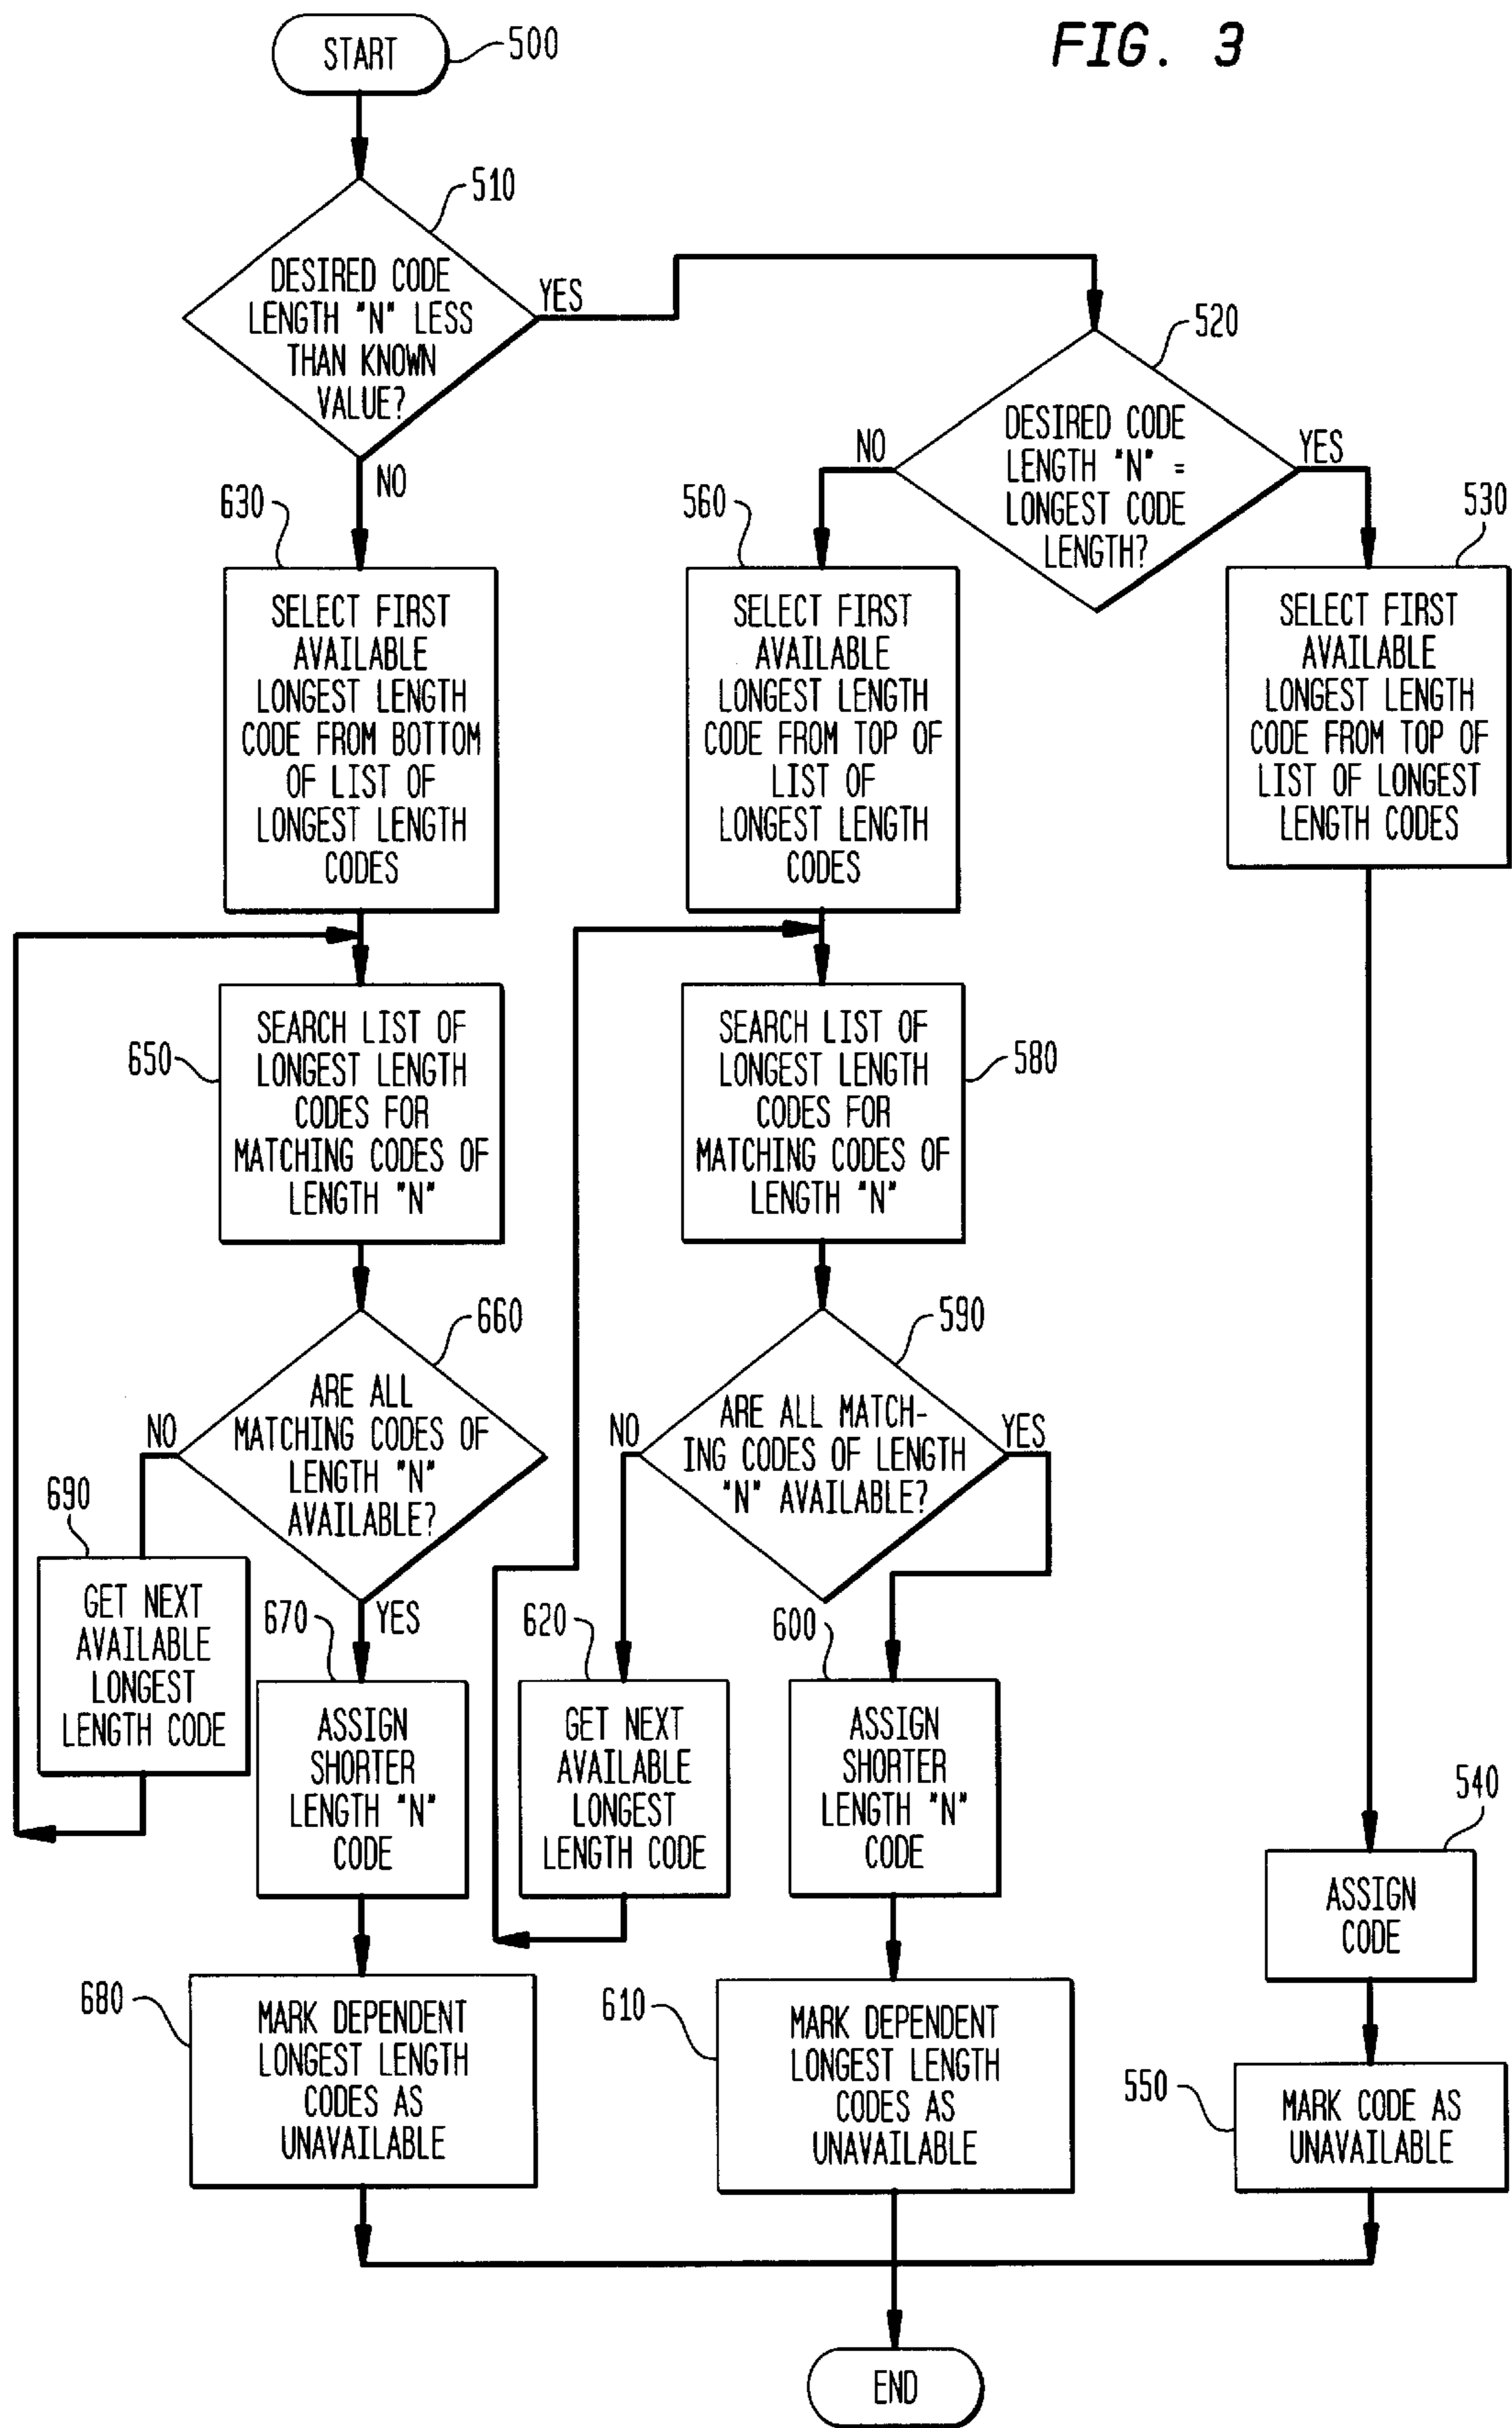 FIG. 3
START
500
510
DESIRED CODE
LENGTH "N" LESS
THAN KNOWN
VALUE?
YES
NO
520
DESIRED CODE
LENGTH "N" =
LONGEST CODE
LENGTH?
NO
YES
630
SELECT FIRST
AVAILABLE
LONGEST LENGTH
CODE FROM BOTTOM
OF LIST OF
LONGEST LENGTH
CODES
560
SELECT FIRST
AVAILABLE
LONGEST LENGTH
CODE FROM TOP OF
LIST OF
LONGEST LENGTH
CODES
530
SELECT FIRST
AVAILABLE
LONGEST LENGTH
CODE FROM TOP OF
LIST OF LONGEST
LENGTH CODES
650
SEARCH LIST OF
LONGEST LENGTH
CODES FOR
MATCHING CODES OF
LENGTH "N"
580
SEARCH LIST OF
LONGEST LENGTH
CODES FOR
MATCHING CODES OF
LENGTH "N"
660
ARE ALL
MATCHING CODES OF
LENGTH "N"
AVAILABLE?
NO
YES
590
ARE ALL MATCH-
ING CODES OF LENGTH
"N" AVAILABLE?
NO
YES
690
GET NEXT
AVAILABLE
LONGEST
LENGTH CODE
670
ASSIGN
SHORTER
LENGTH "N"
CODE
620
GET NEXT
AVAILABLE
LONGEST
LENGTH CODE
600
ASSIGN
SHORTER
LENGTH "N"
CODE
540
ASSIGN
CODE
680
MARK DEPENDENT
LONGEST LENGTH
CODES AS
UNAVAILABLE
610
MARK DEPENDENT
LONGEST LENGTH
CODES AS
UNAVAILABLE
550
MARK CODE AS
UNAVAILABLE
END